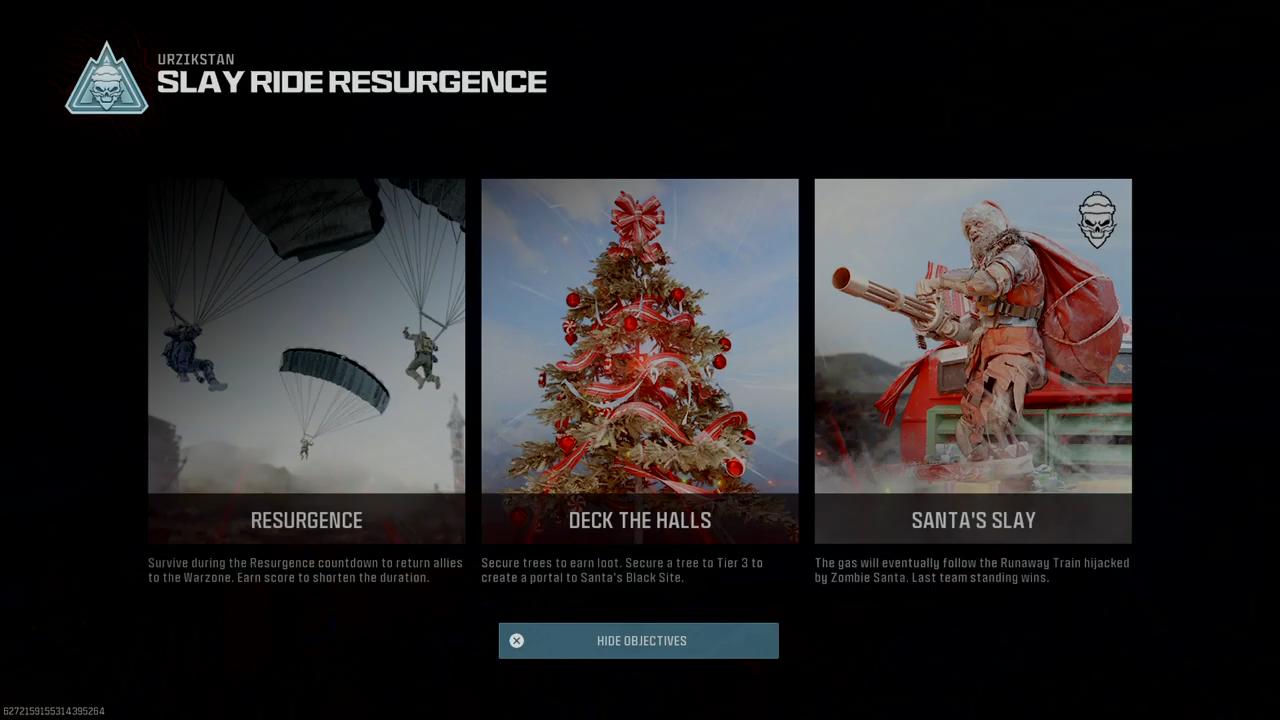 URZIKSTAN
SLAY RIDE RESURGENCE
RESURGENCE
Survive during the Resurgence countdown to return allies
to the Warzone. Earn score to shorten the duration.
DECK THE HALLS
Secure trees to earn loot. Secure a tree to Tier 3 to
create a portal to Santa's Black Site.
SANTA'S SLAY
The gas will eventually follow the Runaway Train hijacked
by Zombie Santa. Last team standing wins.
HIDE OBJECTIVES
6272159155314395264